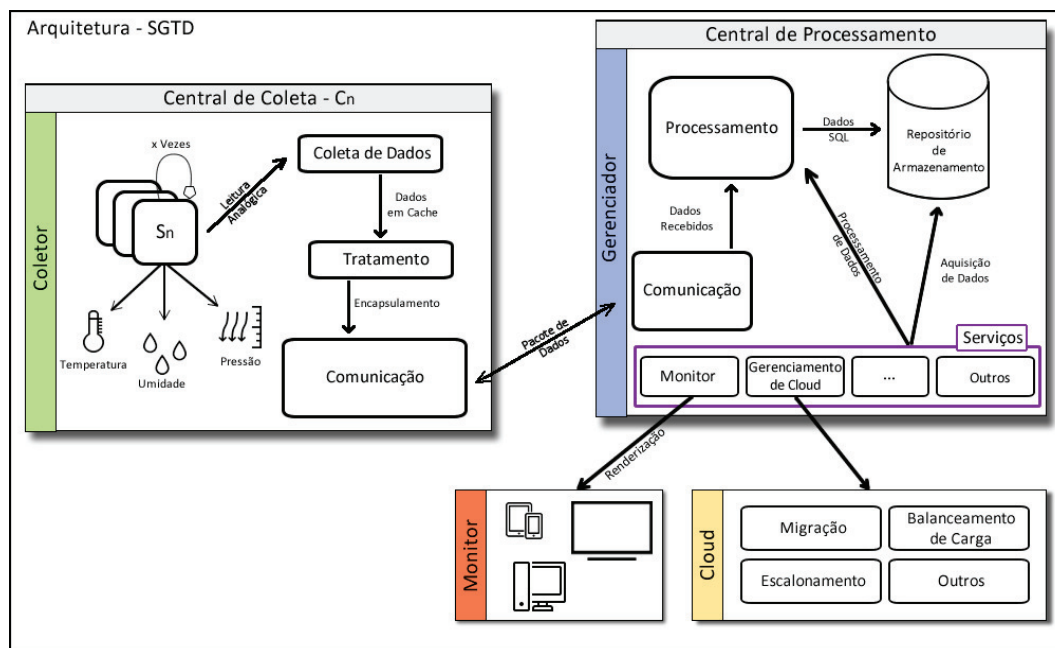 Arquitetura - SGTD
Central de Coleta - Cn
Coletor
x Vezes
Sn
Leitura
Analógica
Coleta de Dados
Dados
em Cache
Tratamento
Encapsulamento
Comunicação
Temperatura
Umidade
Pressão
Pacote de
Dados
Central de Processamento
Gerenciador
Processamento
Dados
SQL
Repositório
de
Armazenamento
Dados
Recebidos
Comunicação
Processamento
de Dados
Aquisição
de Dados
Serviços
Monitor
Gerenciamento
de Cloud
...
Outros
Renderização
Monitor
Cloud
Migração
Balanceamento
de Carga
Escalonamento
Outros